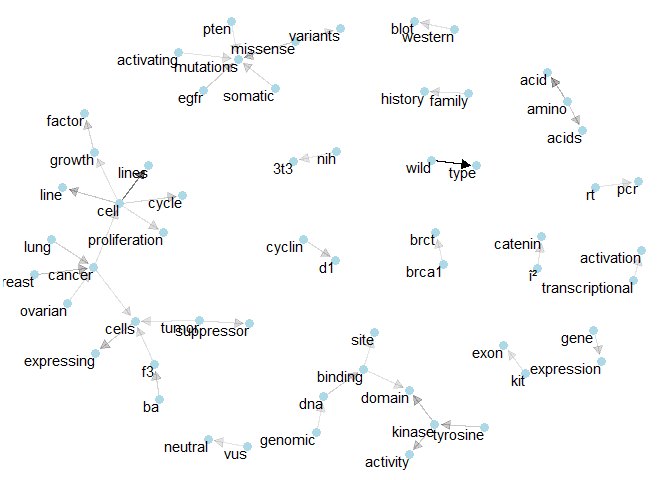 pten
missense
variants
activating
mutations
egfr
somatic
blot
western
history
family
acid
amino
acids
factor
growth
lines
line
cell
cycle
proliferation
3t3
nih
wild
type
rt
pcr
lung
cancer
reast
ovarian
cyclin
d1
brct
brca1
catenin
i²
activation
transcriptional
cells
tumor
suppressor
expressing
f3
ba
site
binding
domain
dna
genomic
kinase
tyrosine
activity
neutral
vus
exon
kit
gene
expression